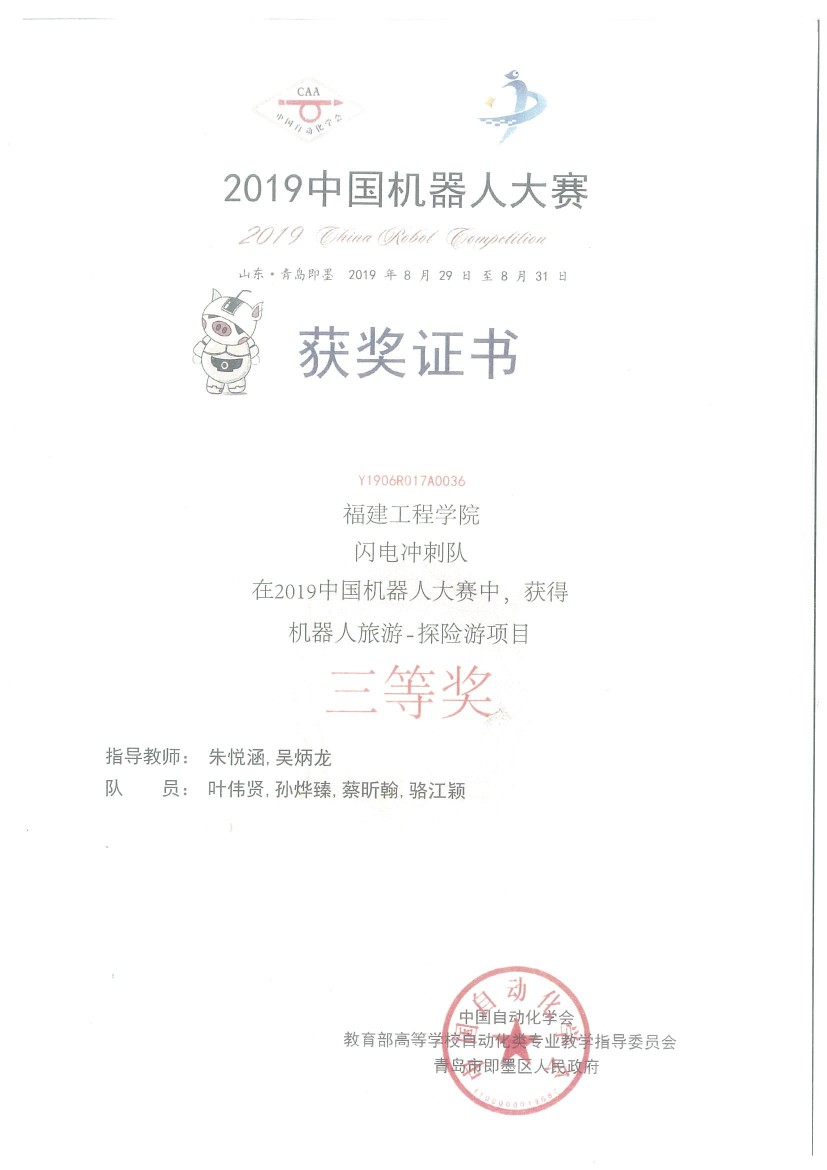 CAA
中国自动化学会
2019中国机器人大赛
2019 China Robot Competition
山东·青岛即墨 2019 年 8 月 29 日 至 8 月 31 日
获奖证书
Y1906R017A0036
福建工程学院
闪电冲刺队
在2019中国机器人大赛中，获得
机器人旅游-探险游项目
三等奖
指导教师： 朱悦涵,吴炳龙
队 员： 叶伟贤,孙烨臻,蔡昕翰,骆江颖
中国自动化学会
中国自动化学会
教育部高等学校自动化类专业教学指导委员会
青岛市即墨区人民政府